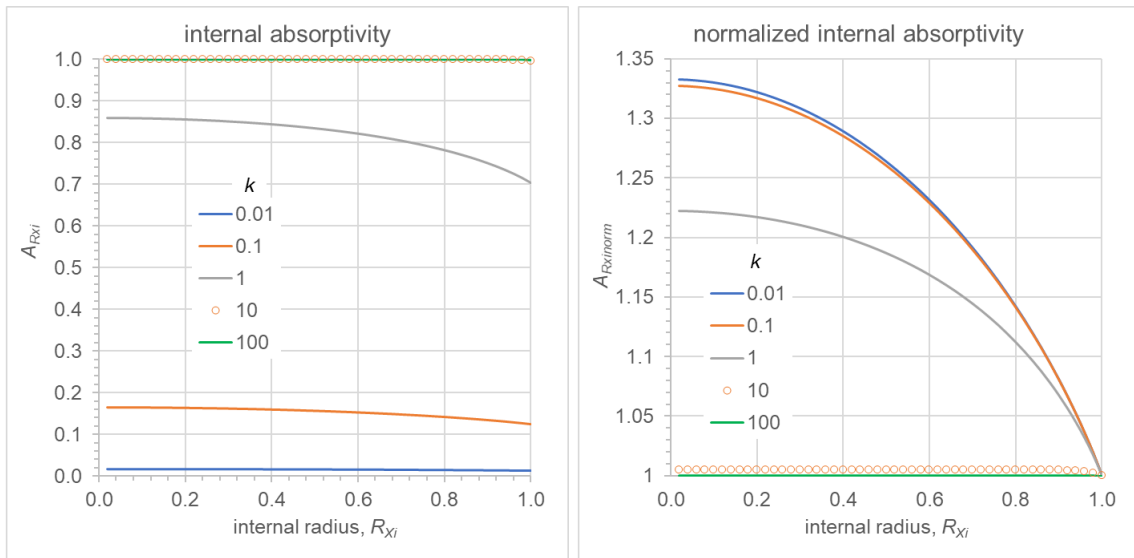 internal absorptivity
1.0
0.9
0.8
0.7
0.6
0.5
0.4
0.3
0.2
0.1
0.0
A_Rxi
k
0.01
0.1
1
10
100
0.0 0.2 0.4 0.6 0.8 1.0
internal radius, R_Xi
normalized internal absorptivity
1.35
1.3
1.25
1.2
1.15
1.1
1.05
1
A_Rxinorm
k
0.01
0.1
1
10
100
0.0 0.2 0.4 0.6 0.8 1.0
internal radius, R_Xi